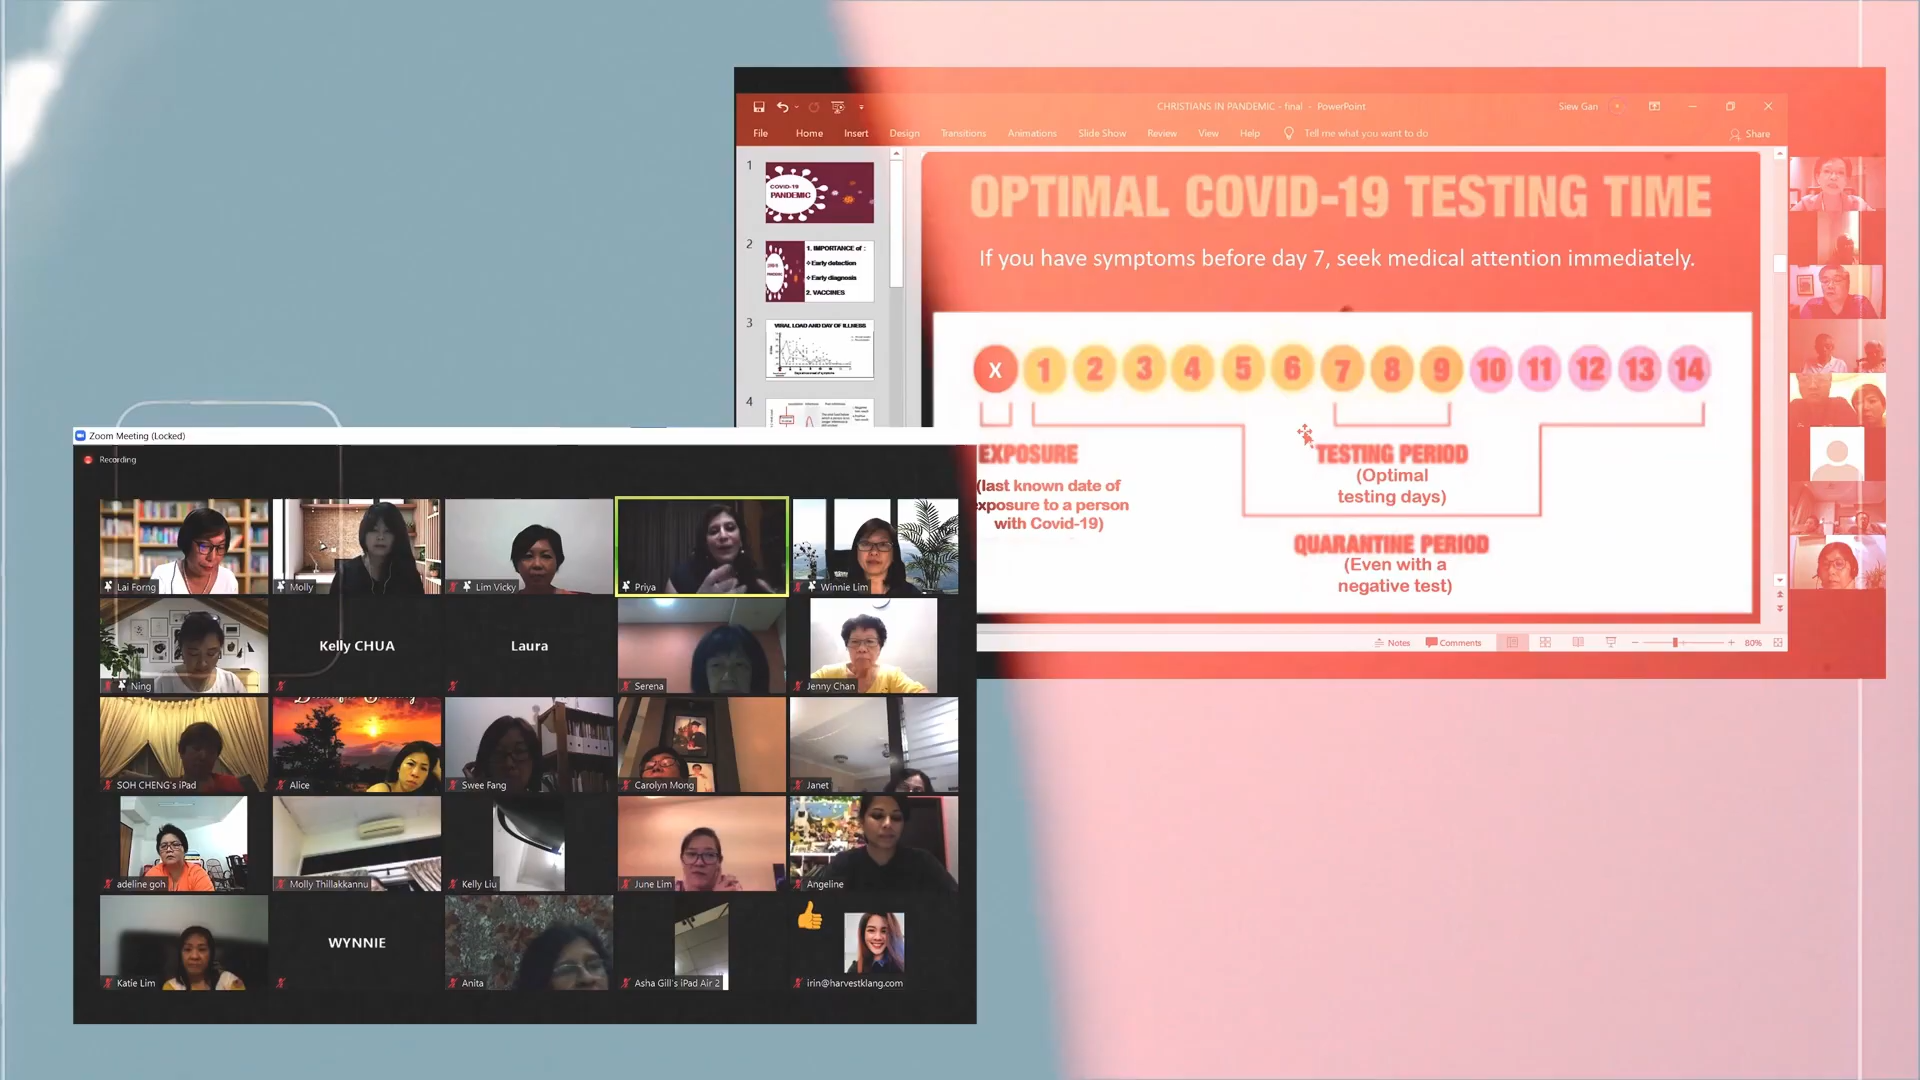 CHRISTIANS IN PANDEMIC - final - PowerPoint
Siew Gan
File Home Insert Design Transitions Animations Slide Show Review View Help Tell me what you want to do
Share
1
COVID-19
PANDEMIC
2
1. IMPORTANCE of :
Early detection
Early diagnosis
2. VACCINES
3
VIRAL LOAD AND DAY OF ILLNESS
4
OPTIMAL COVID-19 TESTING TIME
If you have symptoms before day 7, seek medical attention immediately.
X 1 2 3 4 5 6 7 8 9 10 11 12 13 14
EXPOSURE
(last known date of
exposure to a person
with Covid-19)
TESTING PERIOD
(Optimal
testing days)
QUARANTINE PERIOD
(Even with a
negative test)
Notes Comments 80%
Zoom Meeting (Locked)
Recording
Lai Forng
Molly
Lim Vicky
Priya
Winnie Lim
Ning
Kelly CHUA
Laura
Serena
Jenny Chan
SOH CHENG's iPad
Alice
Swee Fang
Carolyn Mong
Janet
adeline goh
Molly Thillakkannu
Kelly Liu
June Lim
Angeline
Katie Lim
WYNNIE
Anita
Asha Gill's iPad Air 2
irin@harvestklang.com